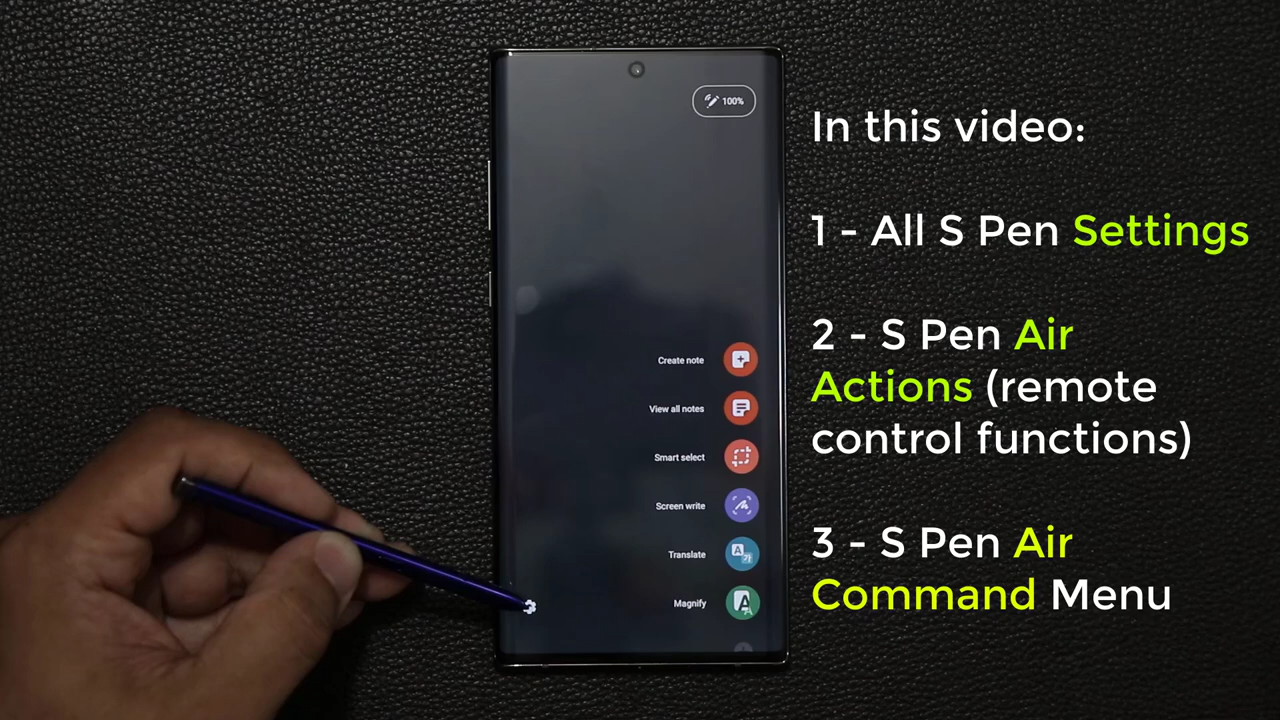 100%
Create note
View all notes
Smart select
Screen write
Translate
Magnify
In this video:
1 - All S Pen Settings
2 - S Pen Air
Actions (remote
control functions)
3 - S Pen Air
Command Menu